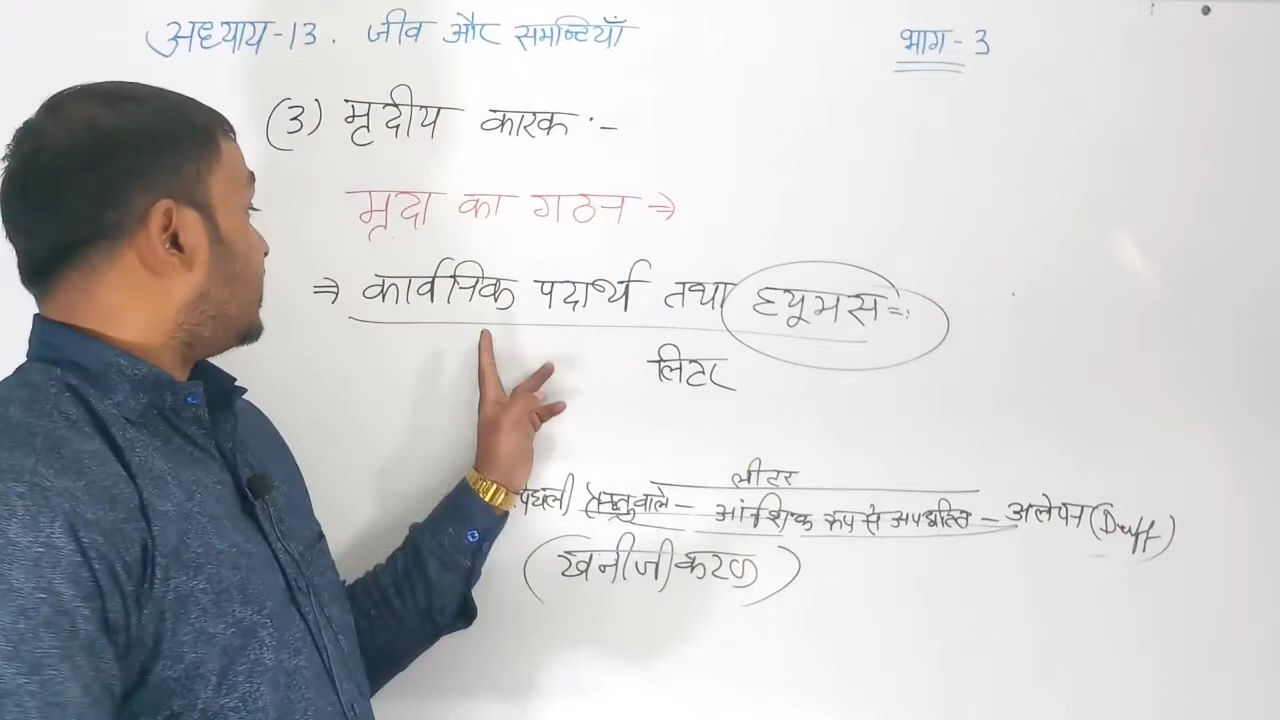 अध्याय-13. जीव और समष्टियाँ
भाग-3
(3) मृदीय कारक :-
मृदा का गठन ⇒
⇒ कार्बनिक पदार्थ तथा ह्यूमस =:
लिटर
लीटर
वाले - आंशिक रूप से अपघटित - अलेपन (Duff)
(खनीजीकरण)